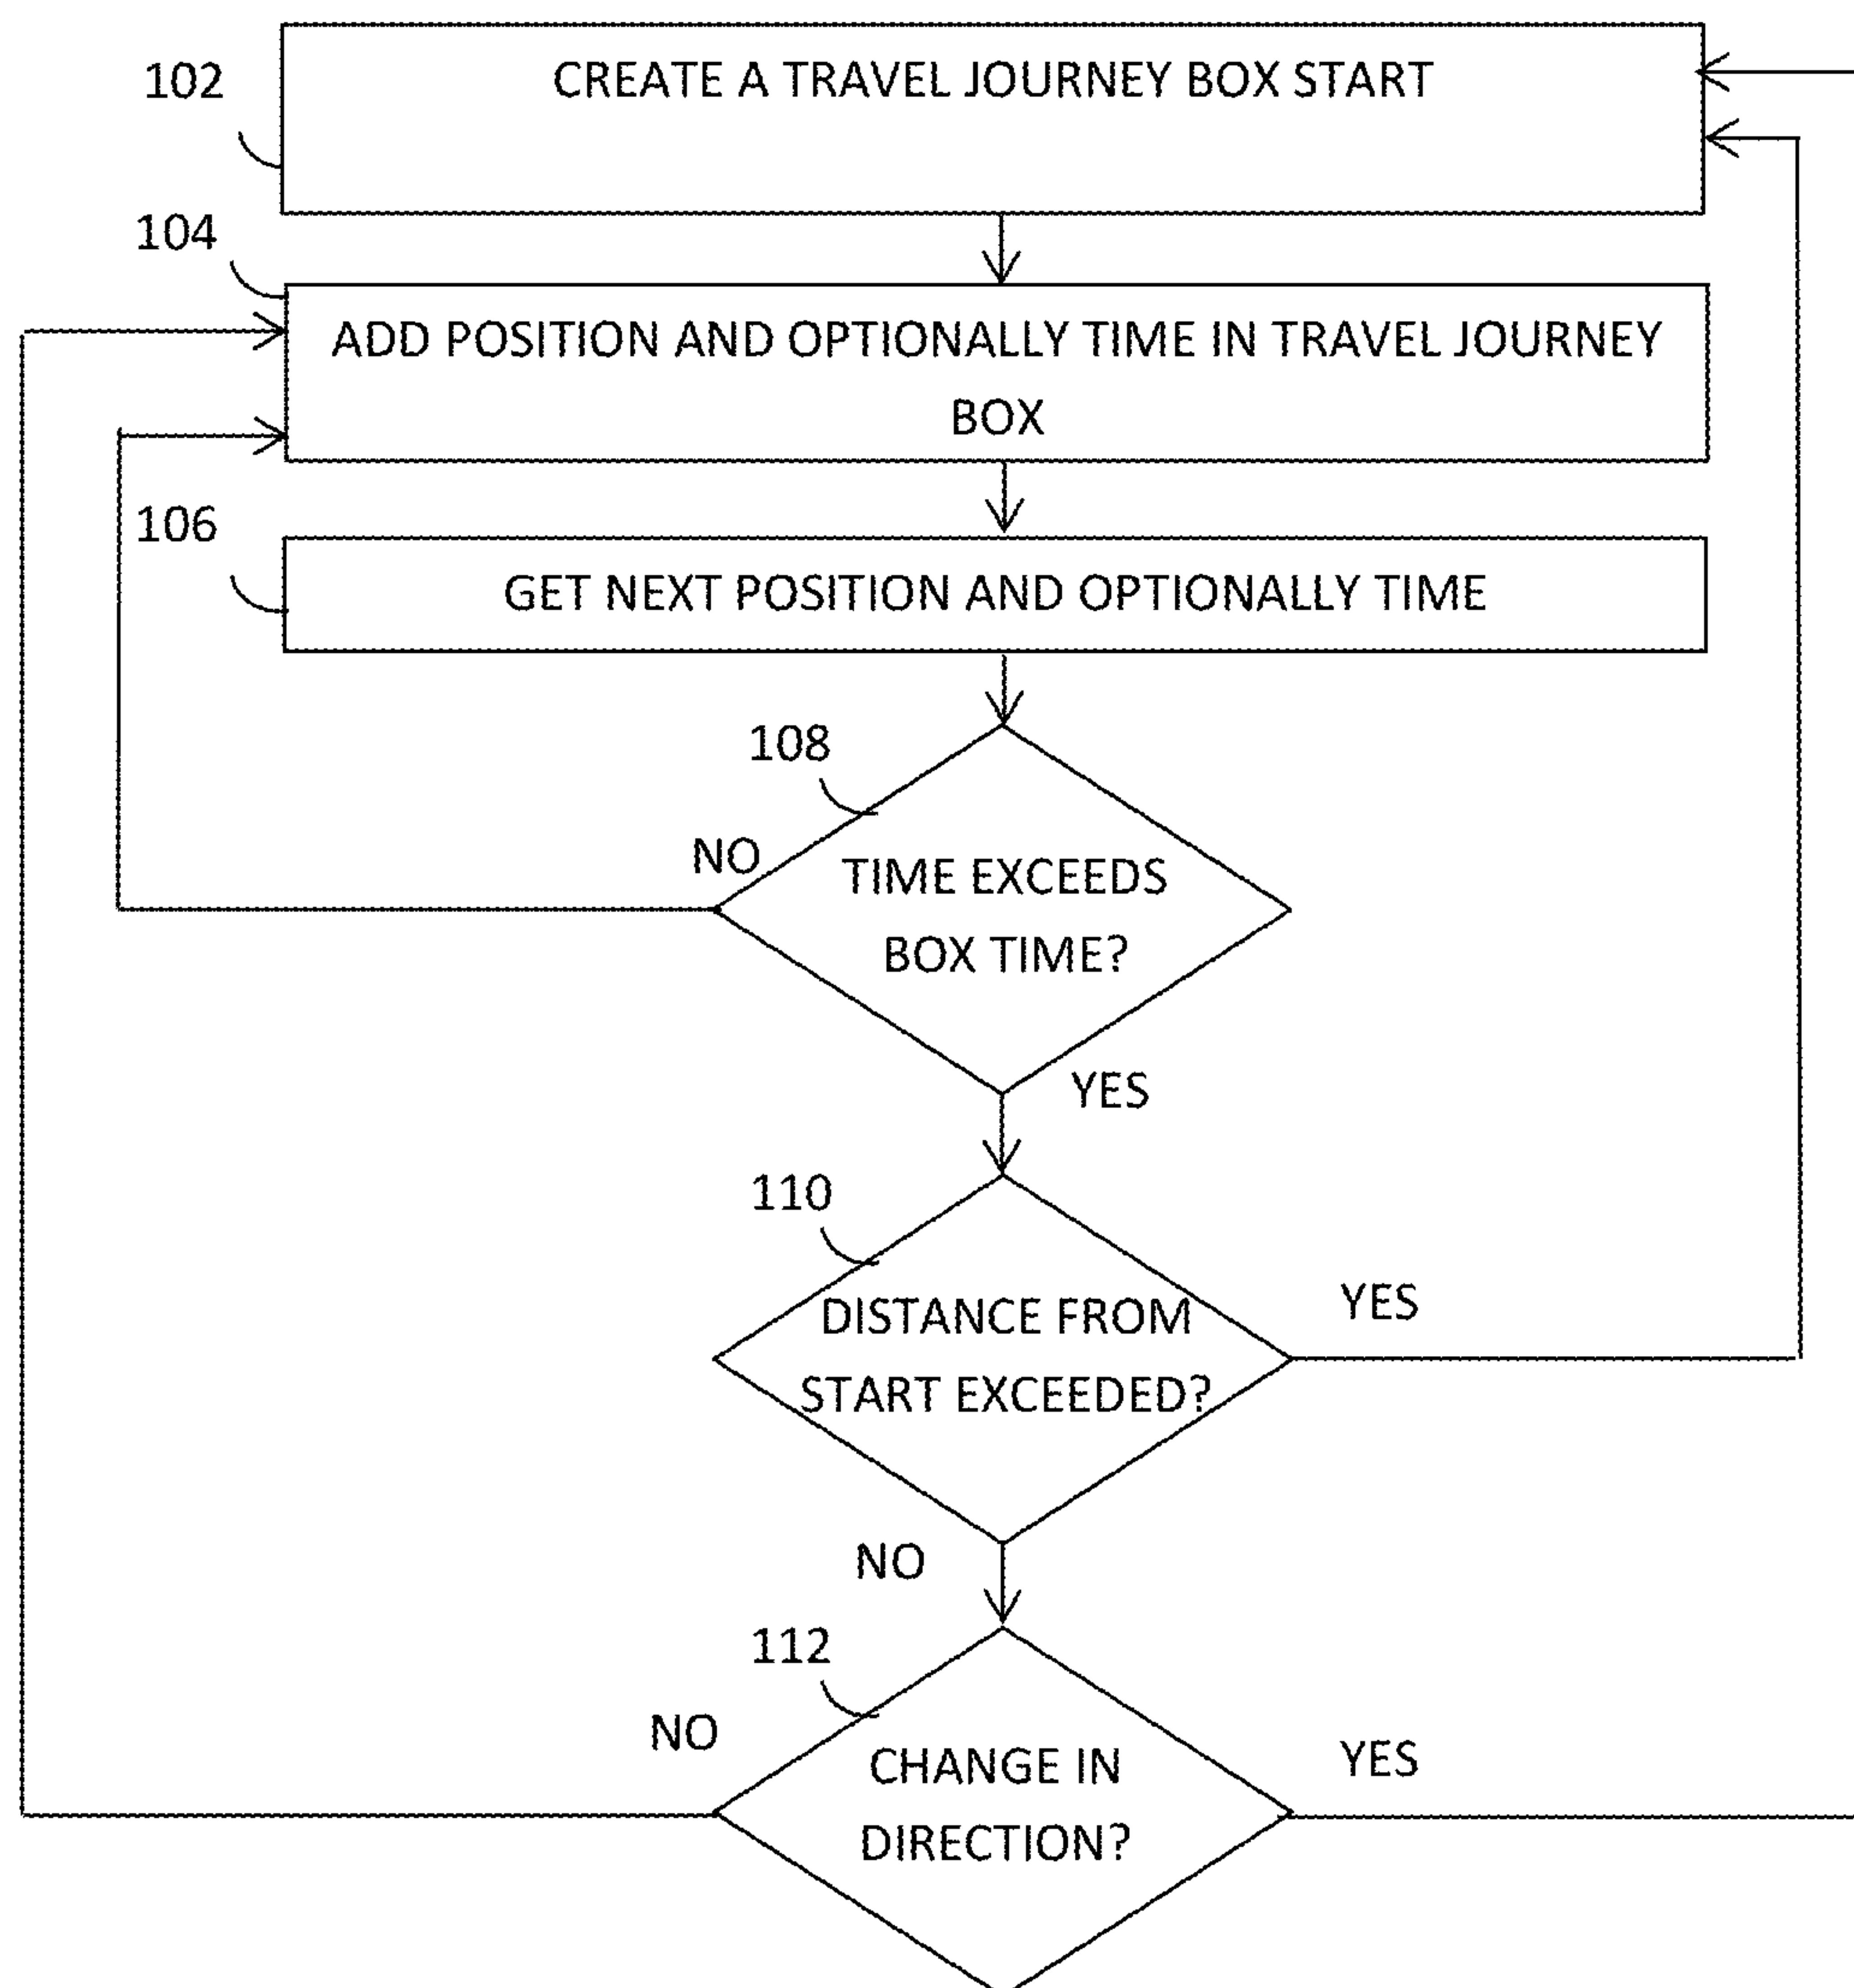 102
CREATE A TRAVEL JOURNEY BOX START
104
ADD POSITION AND OPTIONALLY TIME IN TRAVEL JOURNEY
BOX
106
GET NEXT POSITION AND OPTIONALLY TIME
108
NO
TIME EXCEEDS
BOX TIME?
YES
110
DISTANCE FROM
START EXCEEDED?
YES
NO
112
NO
CHANGE IN
DIRECTION?
YES